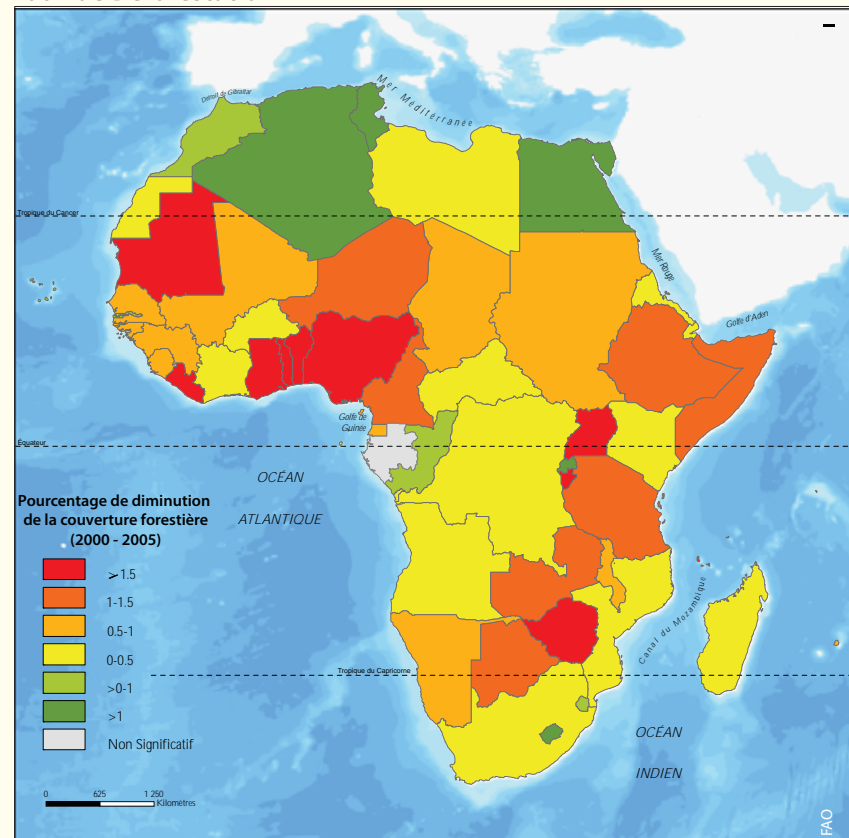 Détroit de Gibraltar
Mer Méditérranée
Tropique du Cancer
Mer Rouge
Golfe d'Aden
Golfe de
Guinée
Équateur
OCÉAN
ATLANTIQUE
Pourcentage de diminution
de la couverture forestière
(2000 - 2005)
>1.5
1-1.5
0.5-1
0-0.5
>0-1
>1
Non Significatif
Canal du Mozambique
Tropique du Capricorne
OCÉAN
INDIEN
0 625 1 250
Kilomètres
FAO